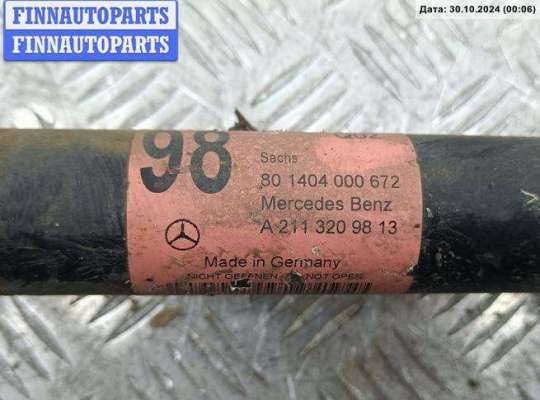 FINNAUTOPARTS
FINNAUTOPARTS
Дата: 30.10.2024 (00:06)
98
Sachs
80 1404 000 672
Mercedes Benz
A 211 320 98 13
Made in Germany
NICHT OEFFNEN - DO NOT OPEN